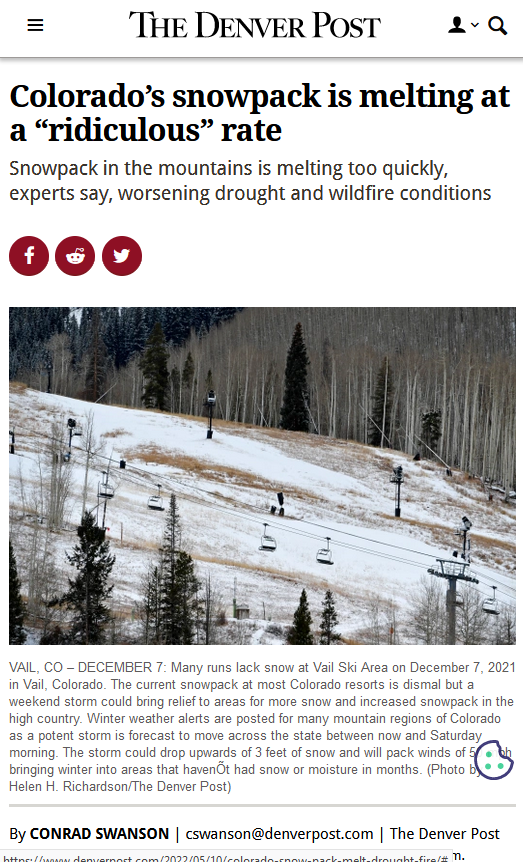 THE DENVER POST
Colorado's snowpack is melting at
a “ridiculous” rate
Snowpack in the mountains is melting too quickly,
experts say, worsening drought and wildfire conditions
VAIL, CO – DECEMBER 7: Many runs lack snow at Vail Ski Area on December 7, 2021
in Vail, Colorado. The current snowpack at most Colorado resorts is dismal but a
weekend storm could bring relief to areas for more snow and increased snowpack in the
high country. Winter weather alerts are posted for many mountain regions of Colorado
as a potent storm is forecast to move across the state between now and Saturday
morning. The storm could drop upwards of 3 feet of snow and will pack winds of
bringing winter into areas that havenÕt had snow or moisture in months. (Photo by
Helen H. Richardson/The Denver Post)
By CONRAD SWANSON | cswanson@denverpost.com | The Denver Post
https://www.denverpost.com/2022/05/10/colorado-snow-pack-melt-drought-fire/#